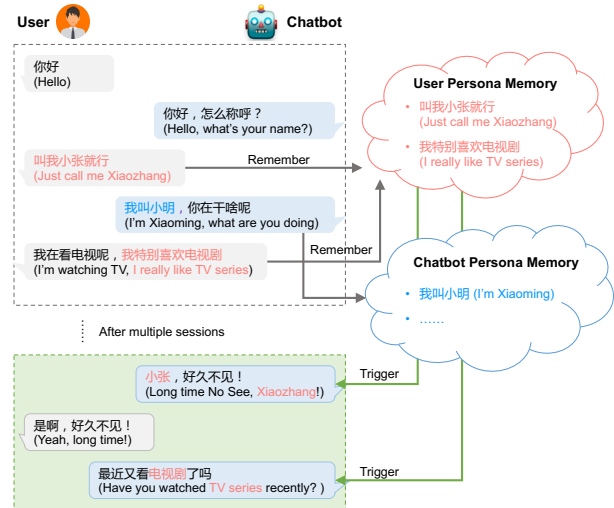 User
Chatbot
你好
(Hello)
你好，怎么称呼？
(Hello, what's your name?)
叫我小张就行
(Just call me Xiaozhang)
Remember
我叫小明，你在干啥呢
(I'm Xiaoming, what are you doing)
我在看电视呢，我特别喜欢电视剧
(I'm watching TV, I really like TV series)
Remember
User Persona Memory
• 叫我小张就行
(Just call me Xiaozhang)
• 我特别喜欢电视剧
(I really like TV series)
Chatbot Persona Memory
• 我叫小明 (I'm Xiaoming)
• ……
After multiple sessions
小张，好久不见！
(Long time No See, Xiaozhang!)
Trigger
是啊，好久不见！
(Yeah, long time!)
最近又看电视剧了吗
(Have you watched TV series recently? )
Trigger